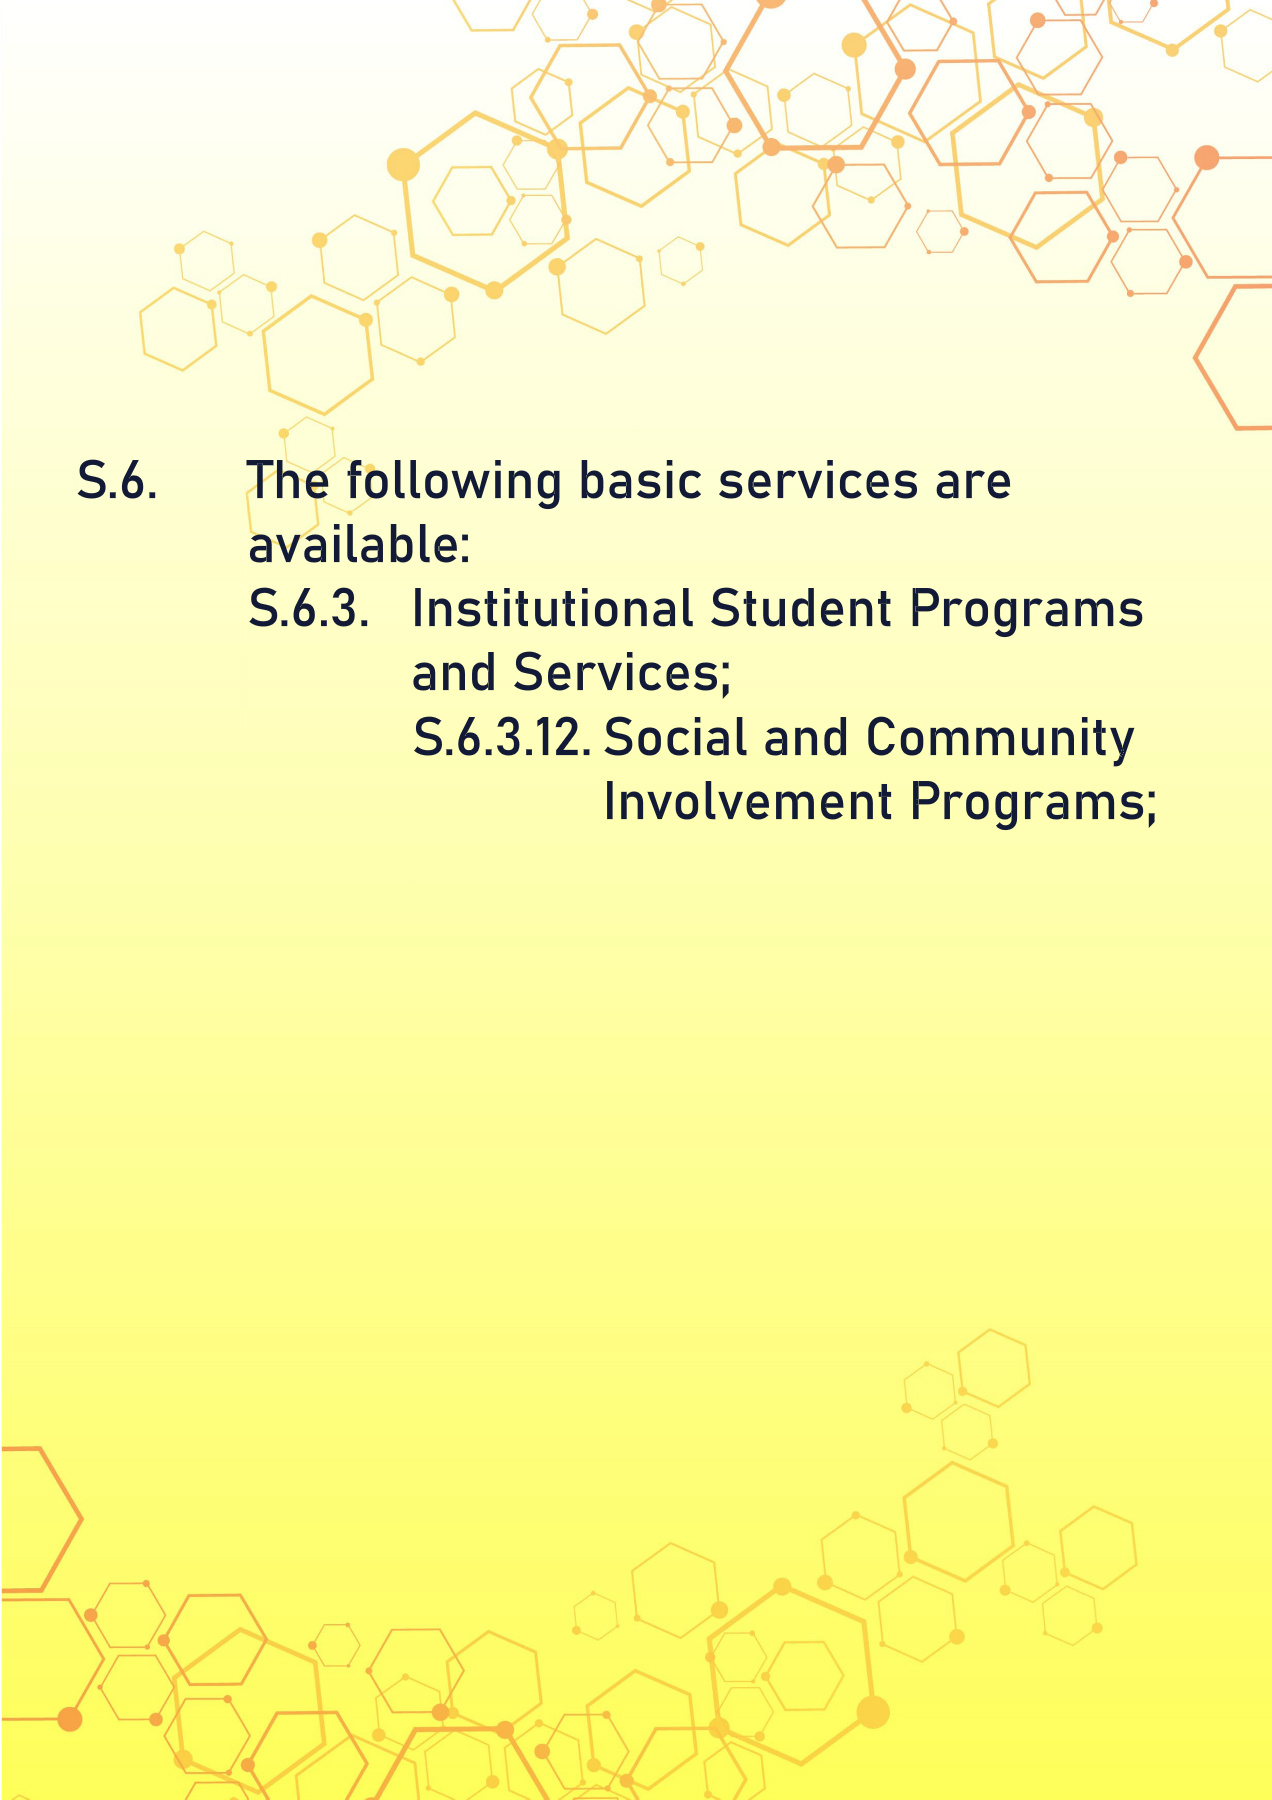 S.6. The following basic services are
available:
S.6.3. Institutional Student Programs
and Services;
S.6.3.12. Social and Community
Involvement Programs;